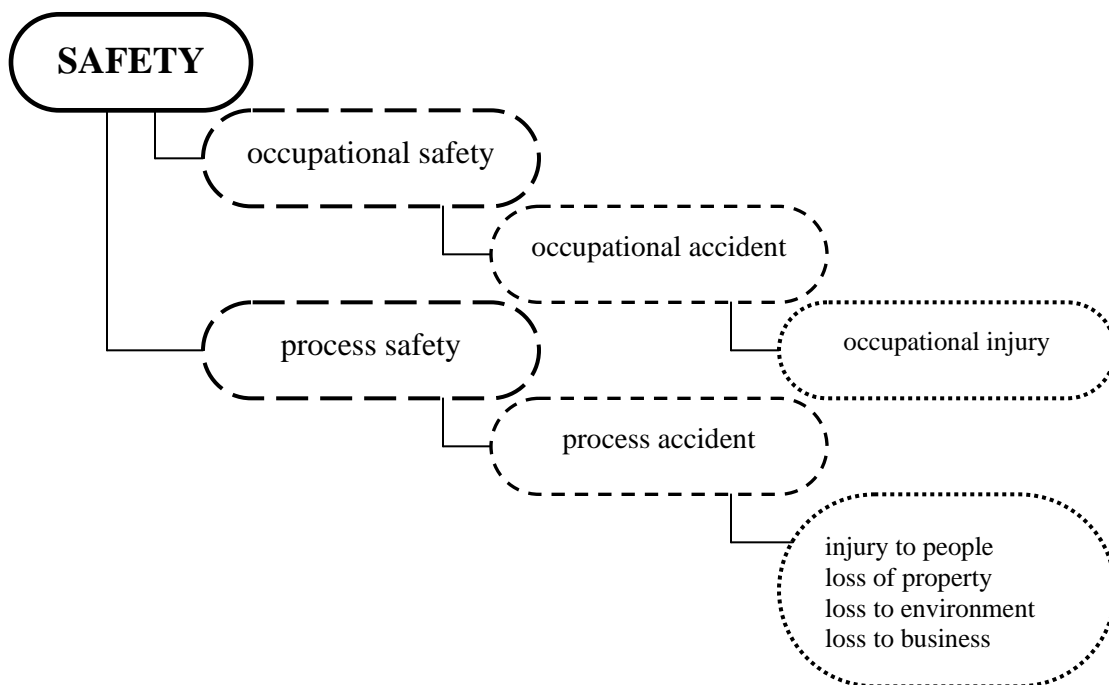 SAFETY
occupational safety
occupational accident
process safety
occupational injury
process accident
injury to people
loss of property
loss to environment
loss to business